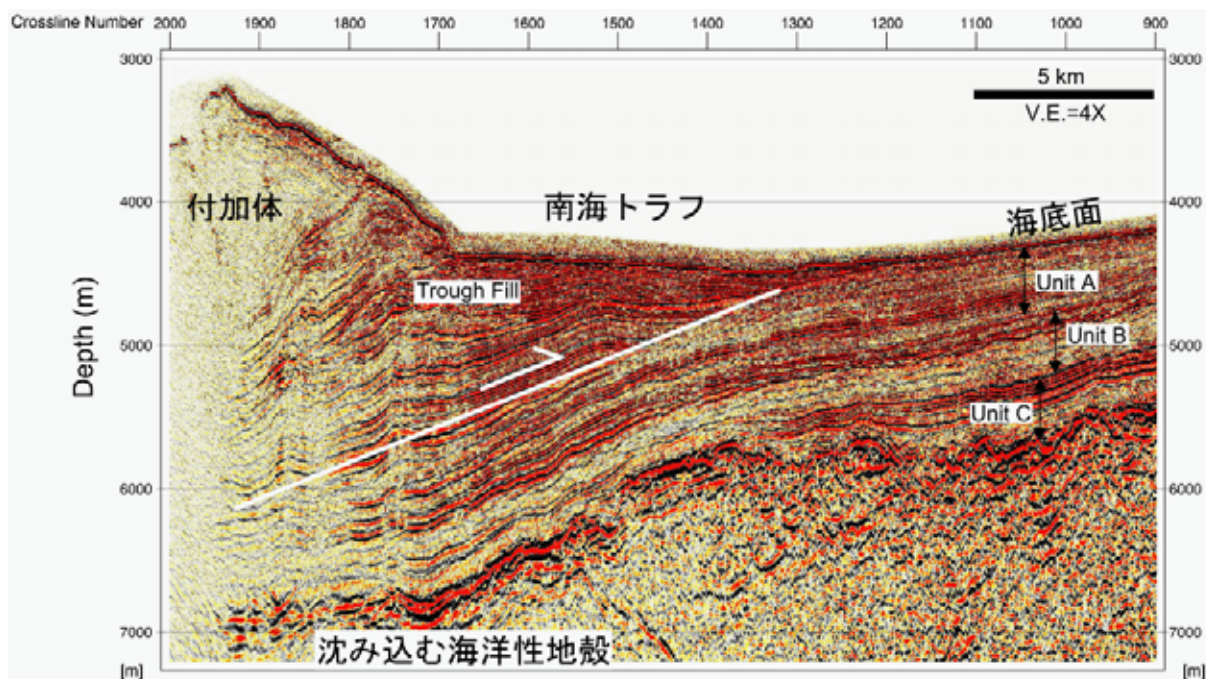 Crossline Number 2000 1900 1800 1700 1600 1500 1400 1300 1200 1100 1000 900
3000 3000
5 km
V.E.=4X
付加体
南海トラフ
海底面
4000 4000
Unit A
Trough Fill
Unit B
5000 5000
Depth (m)
Unit C
6000 6000
7000 7000
沈み込む海洋性地殻
[m] [m]